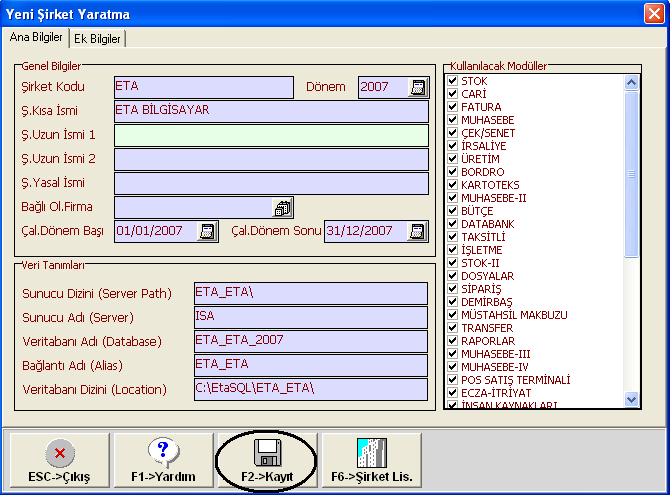 Yeni Şirket Yaratma
Ana Bilgiler Ek Bilgiler
Genel Bilgiler
Şirket Kodu ETA Dönem 2007
Ş.Kısa İsmi ETA BİLGİSAYAR
Ş.Uzun İsmi 1
Ş.Uzun İsmi 2
Ş.Yasal İsmi
Bağlı Ol.Firma
Çal.Dönem Başı 01/01/2007 Çal.Dönem Sonu 31/12/2007
Veri Tanımları
Sunucu Dizini (Server Path) ETA_ETA\
Sunucu Adı (Server) ISA
Veritabanı Adı (Database) ETA_ETA_2007
Bağlantı Adı (Alias) ETA_ETA
Veritabanı Dizini (Location) C:\EtaSQL\ETA_ETA\
Kullanılacak Modüller
STOK
CARİ
FATURA
MUHASEBE
ÇEK/SENET
İRSALİYE
ÜRETİM
BORDRO
KARTOTEKS
MUHASEBE-II
BÜTÇE
DATABANK
TAKSİTLİ
İŞLETME
STOK-II
DOSYALAR
SİPARİŞ
DEMİRBAŞ
MÜSTAHSİL MAKBUZU
TRANSFER
RAPORLAR
MUHASEBE-III
MUHASEBE-IV
POS SATIŞ TERMİNALİ
ECZA-İTRİYAT
İNSAN KAYNAKLARI
ESC->Çıkış F1->Yardım F2->Kayıt F6->Şirket Lis.